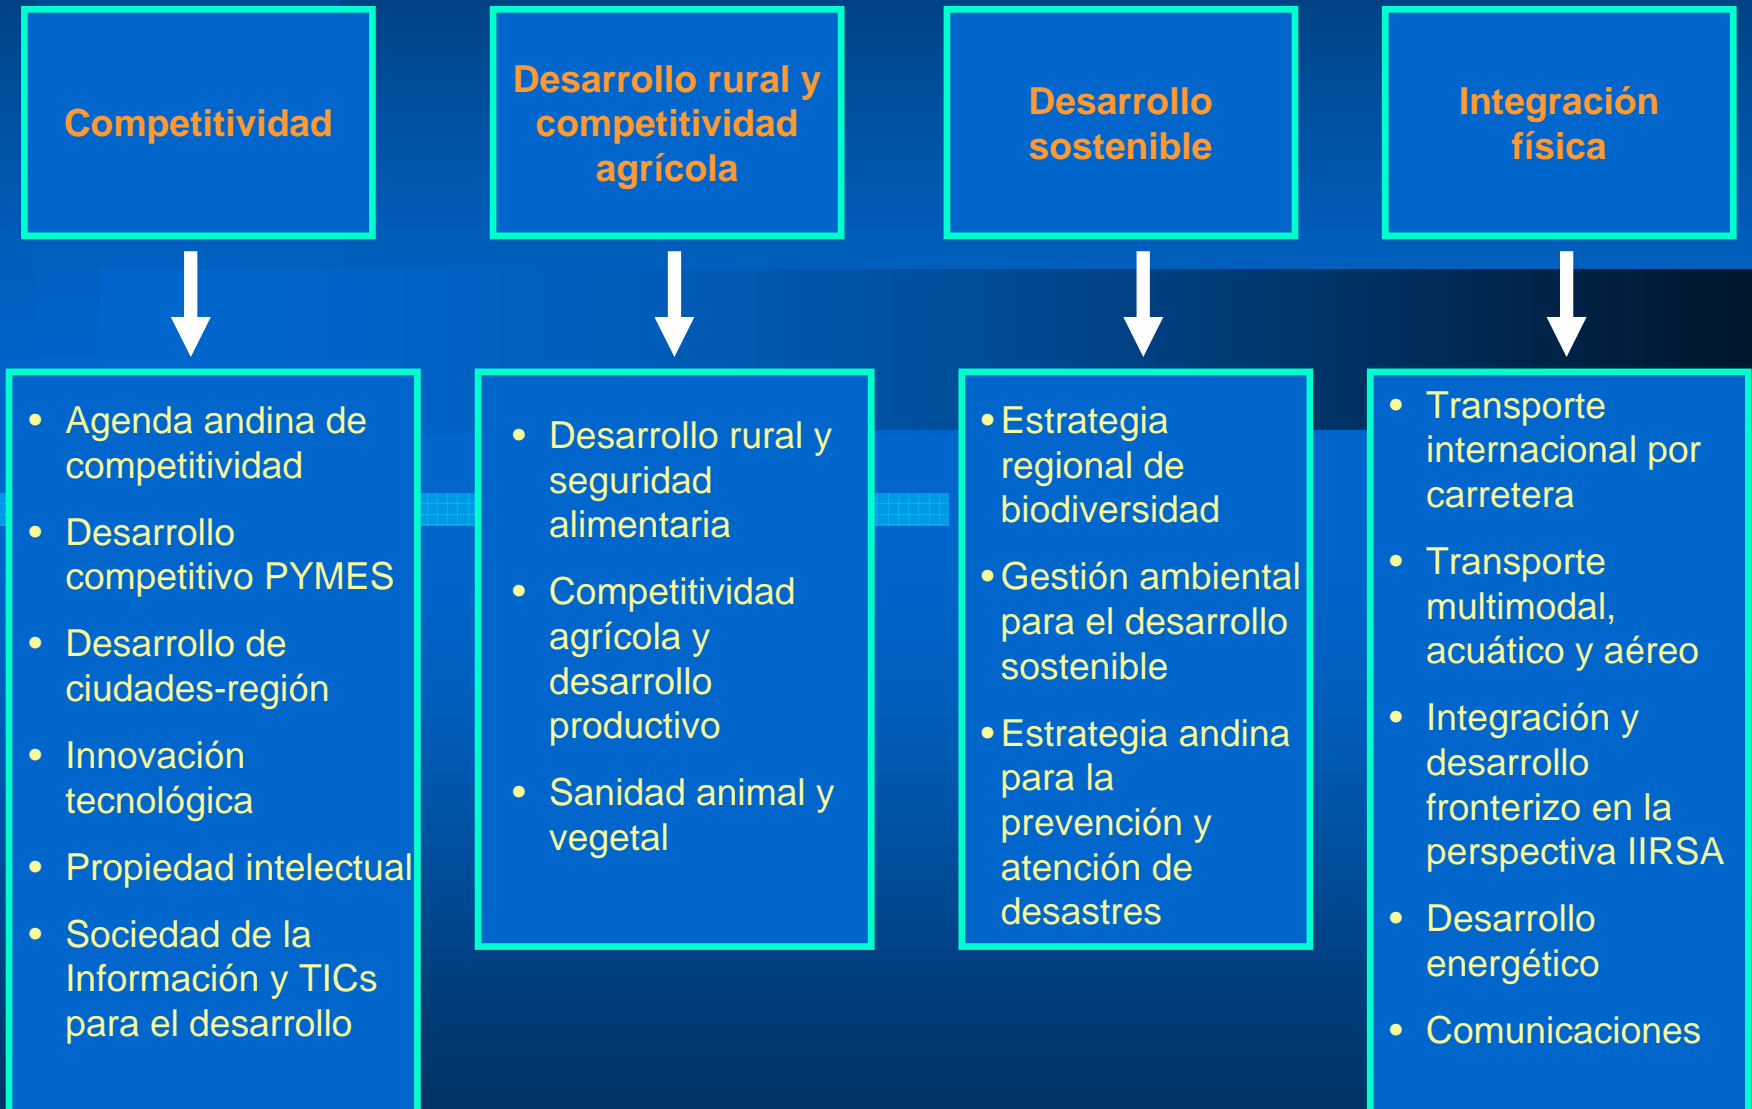 Competitividad
Desarrollo rural y
competitividad
agrícola
Desarrollo
sostenible
Integración
física
• Agenda andina de
competitividad
• Desarrollo
competitivo PYMES
• Desarrollo de
ciudades-región
• Innovación
tecnológica
• Propiedad intelectual
• Sociedad de la
Información y TICs
para el desarrollo
• Desarrollo rural y
seguridad
alimentaria
• Competitividad
agrícola y
desarrollo
productivo
• Sanidad animal y
vegetal
• Estrategia
regional de
biodiversidad
• Gestión ambiental
para el desarrollo
sostenible
• Estrategia andina
para la
prevención y
atención de
desastres
• Transporte
internacional por
carretera
• Transporte
multimodal,
acuático y aéreo
• Integración y
desarrollo
fronterizo en la
perspectiva IIRSA
• Desarrollo
energético
• Comunicaciones